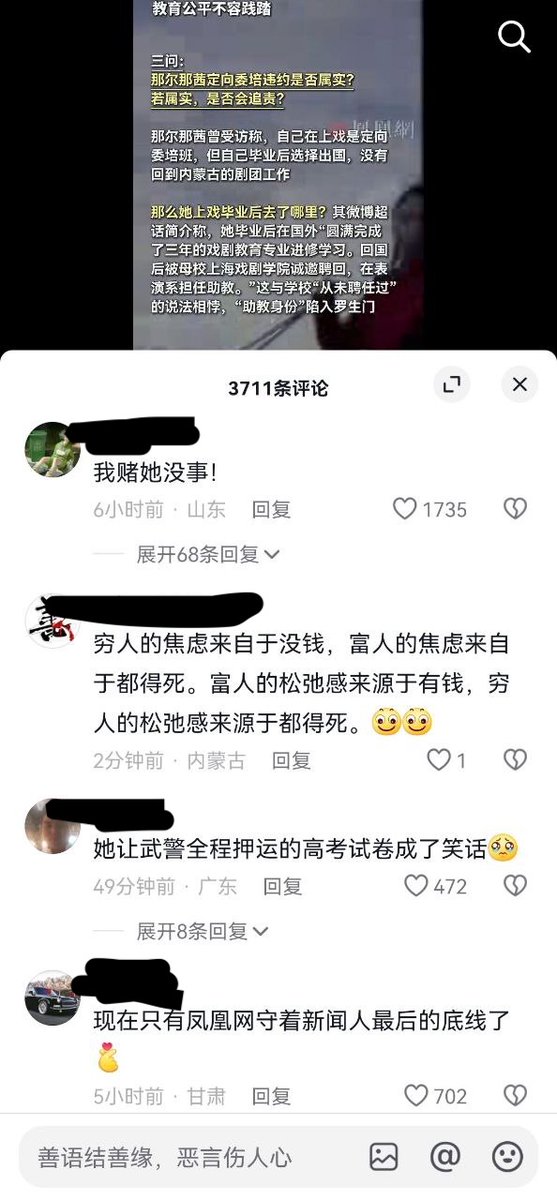 教育公平不容践踏
三问：
那尔那茜定向委培违约是否属实？
若属实，是否会追责？
凰網
那尔那茜曾受访称，自己在上戏是定向
委培班，但自己毕业后选择出国，没有
回到内蒙古的剧团工作
那么她上戏毕业后去了哪里？其微博超
话简介称，她毕业后在国外“圆满完成
了三年的戏剧教育专业进修学习。回国
后被母校上海戏剧学院诚邀聘回，在表
演系担任助教。”这与学校“从未聘任过”
的说法相悖，“助教身份”陷入罗生门
3711条评论
我赌她没事！
6小时前 · 山东 回复 1735
展开68条回复
穷人的焦虑来自于没钱，富人的焦虑来自
于都得死。富人的松弛感来源于有钱，穷
人的松弛感来源于都得死。🙄🙄
2分钟前 · 内蒙古 回复 1
她让武警全程押运的高考试卷成了笑话🥹
49分钟前 · 广东 回复 472
展开8条回复
现在只有凤凰网守着新闻人最后的底线了
🫰
5小时前 · 甘肃 回复 702
善语结善缘，恶言伤人心 @